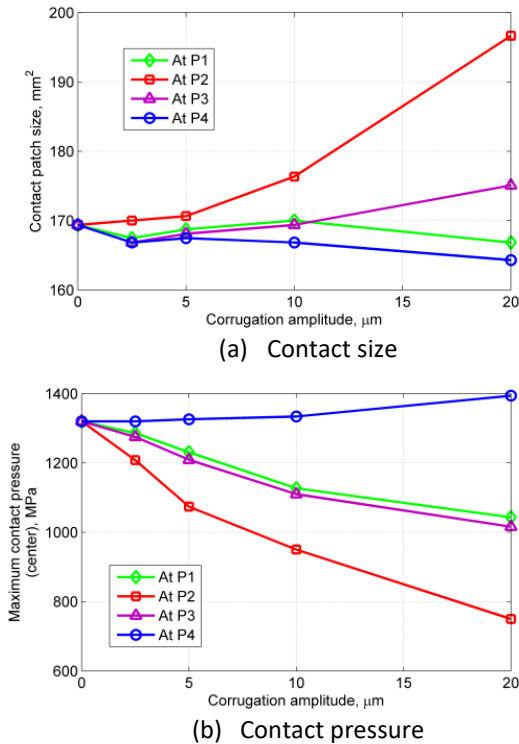 200
190
180
170
160
Contact patch size, mm²
At P1
At P2
At P3
At P4
0
5
10
15
20
Corrugation amplitude, μm
(a) Contact size
1400
1200
1000
800
600
Maximum contact pressure
(center), MPa
At P1
At P2
At P3
At P4
0
5
10
15
20
Corrugation amplitude, μm
(b) Contact pressure